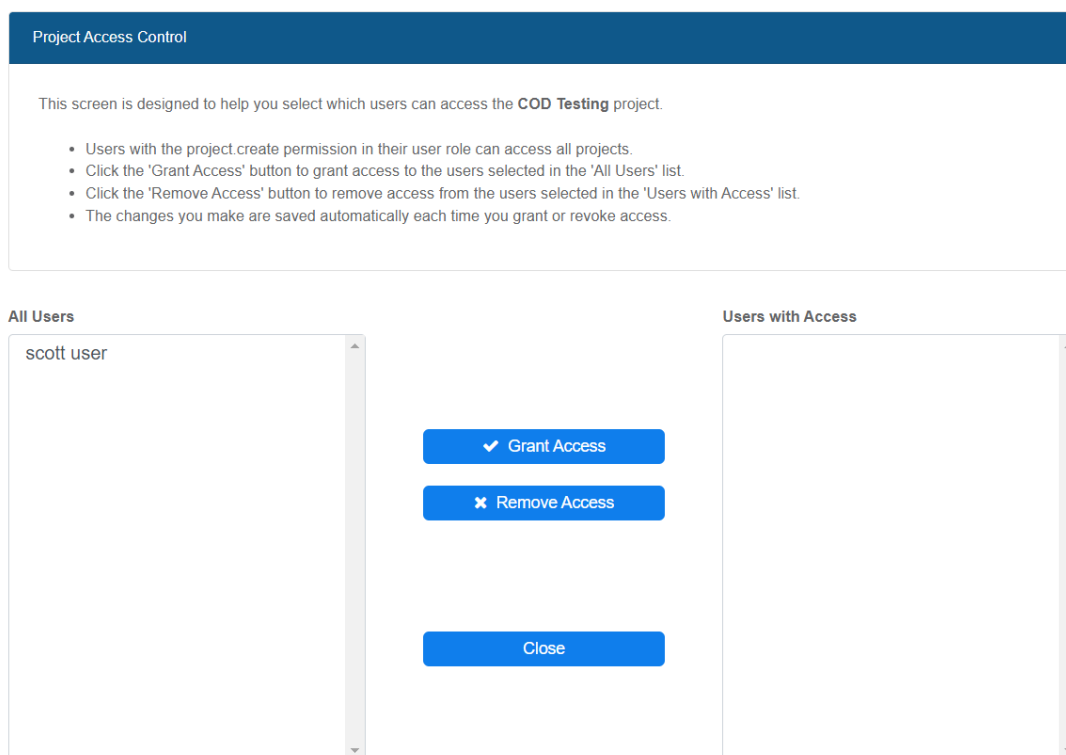 Project Access Control
This screen is designed to help you select which users can access the COD Testing project.
• Users with the project.create permission in their user role can access all projects.
• Click the 'Grant Access' button to grant access to the users selected in the 'All Users' list.
• Click the 'Remove Access' button to remove access from the users selected in the 'Users with Access' list.
• The changes you make are saved automatically each time you grant or revoke access.
All Users
Users with Access
scott user
Grant Access
Remove Access
Close